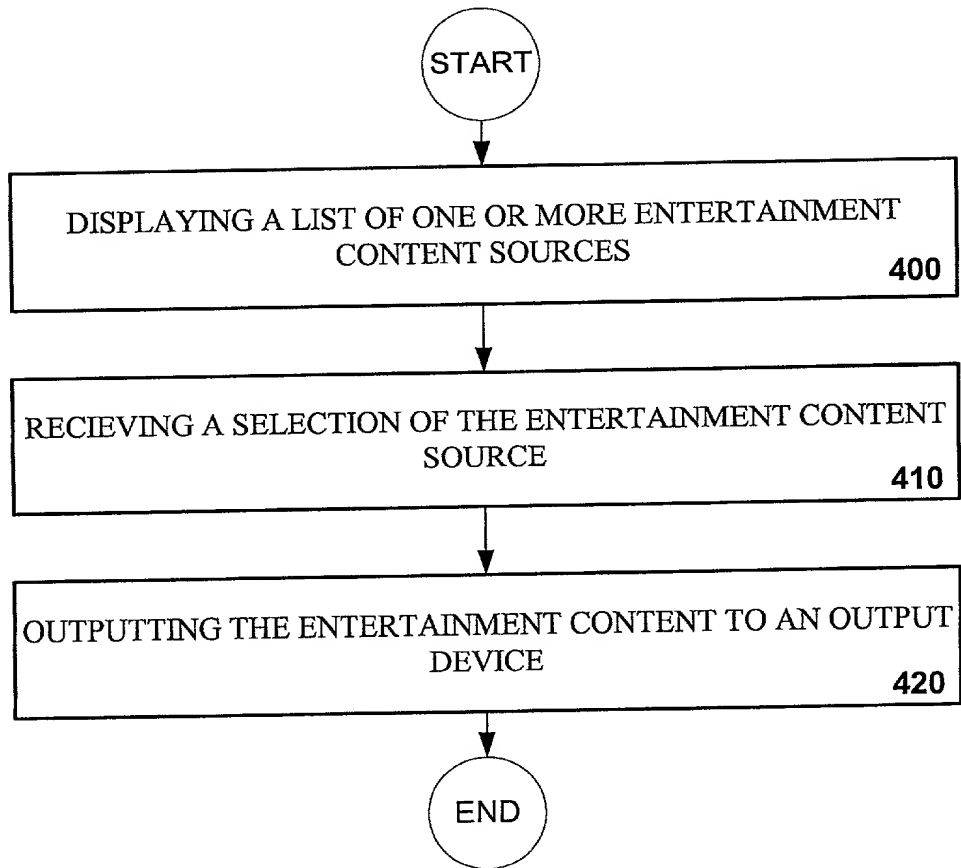 START
DISPLAYING A LIST OF ONE OR MORE ENTERTAINMENT
CONTENT SOURCES
400
RECIEVING A SELECTION OF THE ENTERTAINMENT CONTENT
SOURCE
410
OUTPUTTING THE ENTERTAINMENT CONTENT TO AN OUTPUT
DEVICE
420
END